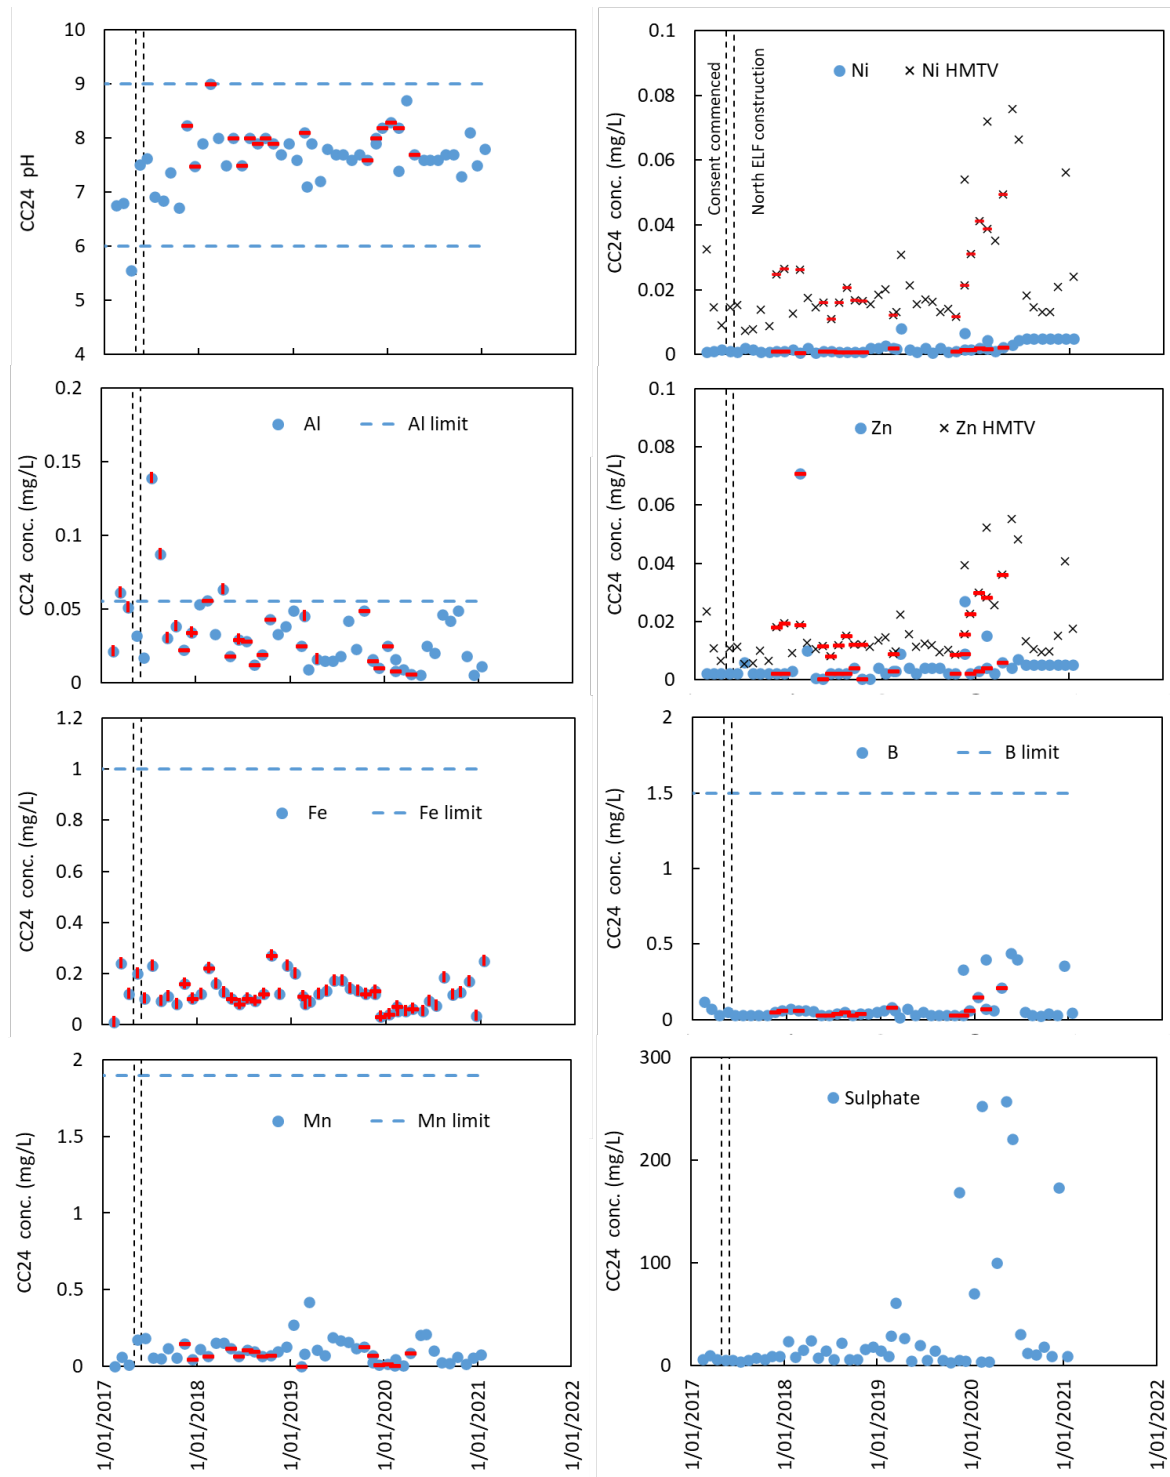 10
9
8
7
6
5
4
CC24 pH
0.1
0.08
0.06
0.04
0.02
0
CC24 conc. (mg/L)
Consent commenced
North ELF construction
Ni
Ni HMTV
0.2
0.15
0.1
0.05
0
CC24 conc. (mg/L)
Al
Al limit
0.1
0.08
0.06
0.04
0.02
0
CC24 conc. (mg/L)
Zn
Zn HMTV
1.2
1
0.8
0.6
0.4
0.2
0
CC24 conc. (mg/L)
Fe
Fe limit
2
1.5
1
0.5
0
CC24 conc. (mg/L)
B
B limit
2
1.5
1
0.5
0
CC24 conc. (mg/L)
Mn
Mn limit
1/01/2017
1/01/2018
1/01/2019
1/01/2020
1/01/2021
1/01/2022
300
200
100
0
CC24 conc. (mg/L)
Sulphate
1/01/2017
1/01/2018
1/01/2019
1/01/2020
1/01/2021
1/01/2022